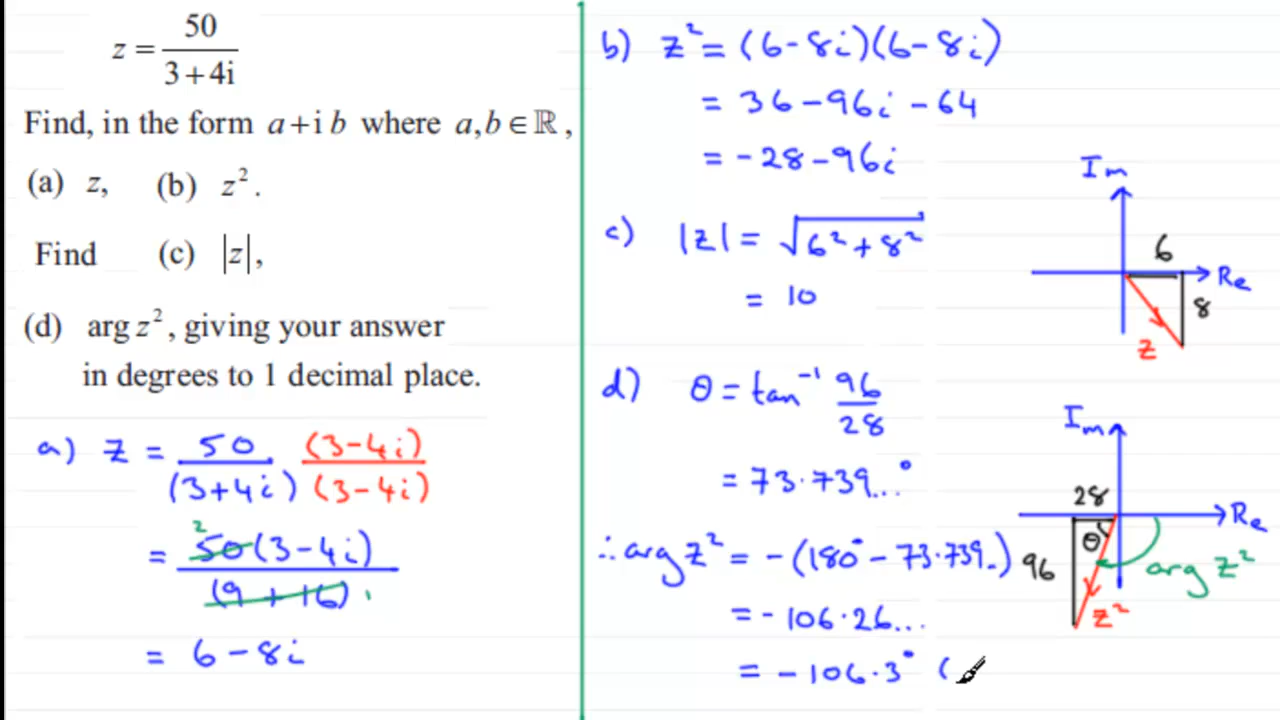 z = 50/(3 + 4i)
Find, in the form a + i b where a, b ∈ ℝ,
(a) z, (b) z².
Find (c) |z|,
(d) arg z², giving your answer
in degrees to 1 decimal place.
a) z = 50/(3+4i) (3-4i)/(3-4i)
= ²50(3-4i)/(9+16) ₁
= 6-8i
b) z² = (6-8i)(6-8i)
= 36-96i-64
= -28-96i
c) |z| = √(6²+8²)
= 10
d) θ = tan⁻¹ 96/28
= 73.739...°
∴ arg z² = -(180° - 73.739..)
= -106.26...
= -106.3° (
Im
6
Re
8
z
Im
28
Re
θ
96
arg z²
z²